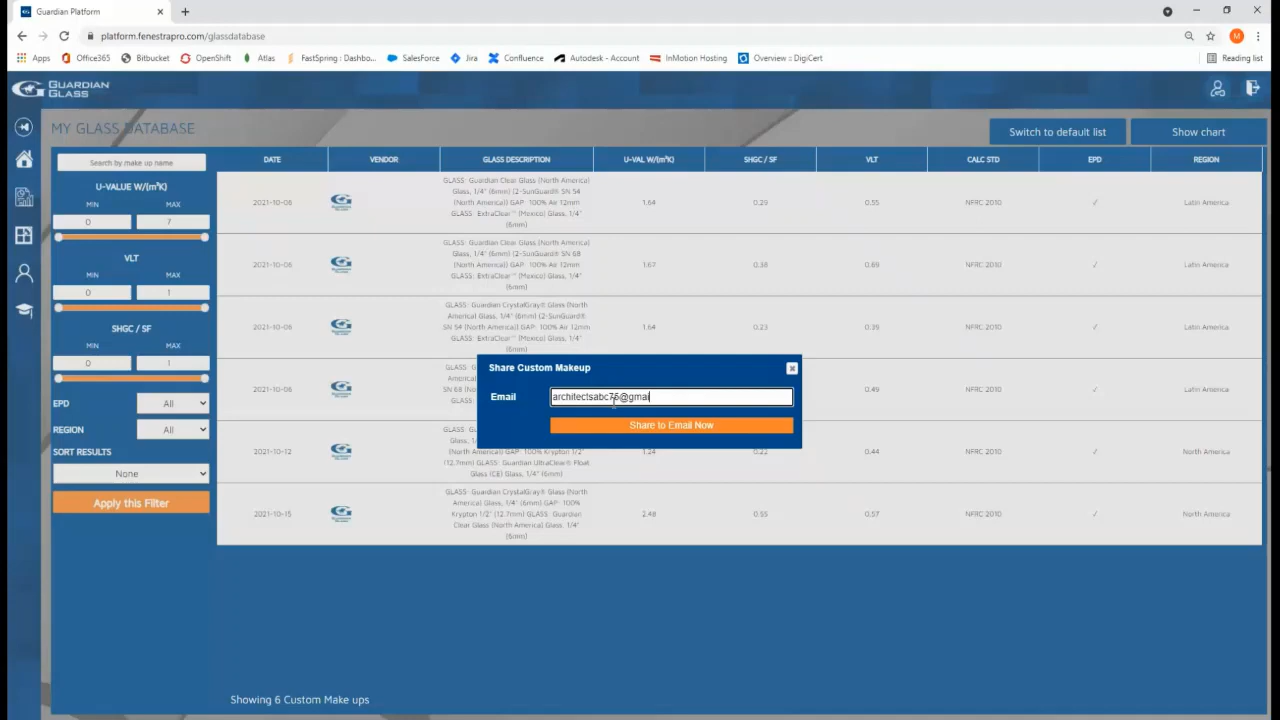 Guardian Platform
platform.fenestrapro.com/glassdatabase
Apps
Office365
Bitbucket
OpenShift
Atlas
FastSpring : Dashbo...
SalesForce
Jira
Confluence
Autodesk - Account
InMotion Hosting
Overview :: DigiCert
Reading list
M
GUARDIAN
GLASS
MY GLASS DATABASE
Switch to default list
Show chart
Search by make up name
U-VALUE W/(m²K)
MIN
MAX
0
7
VLT
MIN
MAX
0
1
SHGC / SF
MIN
MAX
0
1
EPD
All
REGION
All
SORT RESULTS
None
Apply this Filter
DATE
VENDOR
GLASS DESCRIPTION
U-VAL W/(m²K)
SHGC / SF
VLT
CALC STD
EPD
REGION
2021-10-06
GLASS: Guardian Clear Glass (North America)
Glass, 1/4" (6mm) (2-SunGuard® SN 54
(North America)) GAP: 100% Air 12mm
GLASS: ExtraClear™ (Mexico) Glass, 1/4"
(6mm)
1.64
0.29
0.55
NFRC 2010
√
Latin America
2021-10-06
GLASS: Guardian Clear Glass (North America)
Glass, 1/4" (6mm) (2-SunGuard® SN 68
(North America)) GAP: 100% Air 12mm
GLASS: ExtraClear™ (Mexico) Glass, 1/4"
(6mm)
1.67
0.38
0.69
NFRC 2010
√
Latin America
2021-10-06
GLASS: Guardian CrystalGray® Glass (North
America) Glass, 1/4" (6mm) (2-SunGuard®
SN 54 (North America)) GAP: 100% Air 12mm
GLASS: ExtraClear™ (Mexico) Glass, 1/4"
(6mm)
1.64
0.23
0.39
NFRC 2010
√
Latin America
2021-10-06
GLASS: G
America)
SN 68 (N
GLASS:
0.49
NFRC 2010
√
Latin America
Share Custom Makeup
Email
architectsabc75@gmai
Share to Email Now
2021-10-12
(North America)) GAP: 100% Krypton 1/2"
(12.7mm) GLASS: Guardian UltraClear® Float
Glass (CE) Glass, 1/4" (6mm)
1.24
0.22
0.44
NFRC 2010
√
North America
2021-10-15
GLASS: Guardian CrystalGray® Glass (North
America) Glass, 1/4" (6mm) GAP: 100%
Krypton 1/2" (12.7mm) GLASS: Guardian
Clear Glass (North America) Glass, 1/4"
(6mm)
2.48
0.55
0.57
NFRC 2010
√
North America
Showing 6 Custom Make ups